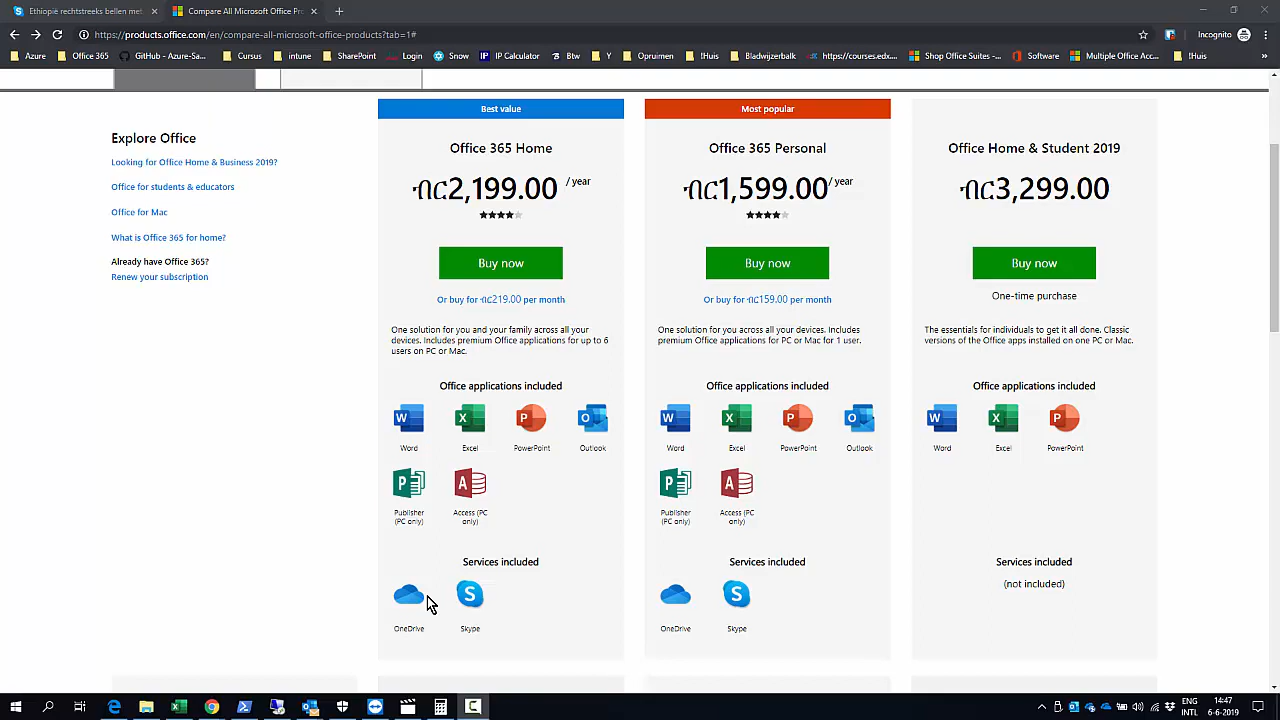 Ethiopië rechtstreeks bellen met
Compare All Microsoft Office Pr
https://products.office.com/en/compare-all-microsoft-office-products?tab=1#
Incognito
Azure
Office 365
GitHub - Azure-Sa...
Cursus
intune
SharePoint
Login
Snow
IP Calculator
Btw
Y
Opruimen
IHuis
Bladwijzerbalk
https://courses.edx....
Shop Office Suites -...
Software
Multiple Office Acc...
IHuis
Explore Office
Looking for Office Home & Business 2019?
Office for students & educators
Office for Mac
What is Office 365 for home?
Already have Office 365?
Renew your subscription
Best value
Office 365 Home
ብር2,199.00 / year
Buy now
Or buy for ብር219.00 per month
One solution for you and your family across all your
devices. Includes premium Office applications for up to 6
users on PC or Mac.
Office applications included
Word
Excel
PowerPoint
Outlook
Publisher
(PC only)
Access (PC
only)
Services included
OneDrive
Skype
Most popular
Office 365 Personal
ብር1,599.00 / year
Buy now
Or buy for ብር159.00 per month
One solution for you across all your devices. Includes
premium Office applications for PC or Mac for 1 user.
Office applications included
Word
Excel
PowerPoint
Outlook
Publisher
(PC only)
Access (PC
only)
Services included
OneDrive
Skype
Office Home & Student 2019
ብር3,299.00
Buy now
One-time purchase
The essentials for individuals to get it all done. Classic
versions of the Office apps installed on one PC or Mac.
Office applications included
Word
Excel
PowerPoint
Services included
(not included)
ENG
INTL
14:47
6-6-2019